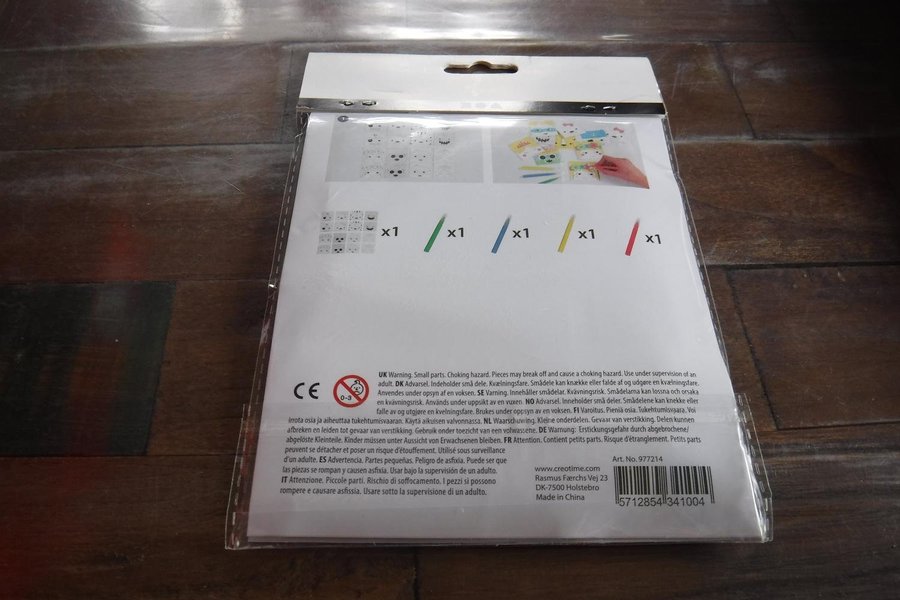 x1 x1 x1 x1 x1
CE
0-3
UK Warning. Small parts. Choking hazard. Pieces may break off and cause a choking hazard. Use under supervision of an
adult. DK Advarsel. Indeholder små dele. Kvælningsfare. Smådele kan knække eller falde af og udgøre en kvælningsfare.
Anvendes under opsyn af en voksen. SE Varning. Innehåller smådelar. Kvävningsrisk. Smådelarna kan lossna och orsaka
en kvävningsrisk. Används under uppsikt av en vuxen. NO Advarsel. Inneholder små deler. Smådelene kan knekke eller
falle av og utgjøre en kvelningsfare. Brukes under oppsyn av en voksen. FI Varoitus. Pieniä osia. Tukehtumisvaara. Voi
irrota osia ja aiheuttaa tukehtumisvaaran. Käytä aikuisen valvonnassa. NL Waarschuwing. Kleine onderdelen. Gevaar van verstikking. Delen kunnen
afbreken en leiden tot gevaar van verstikking. Gebruik onder toezicht van een volwassene. DE Warnung. Erstickungsgefahr durch abgebrochene/
abgelöste Kleinteile. Kinder müssen unter Aussicht von Erwachsenen bleiben. FR Attention. Contient petits parts. Risque d'étranglement. Petits parts
peuvent se détacher et poser un risque d'étouffement. Utilisé sous surveillance
d'un adulte. ES Advertencia. Partes pequeñas. Peligro de asfixia. Puede ser que
las piezas se rompan y causen asfixia. Usar bajo la supervisión de un adulto.
IT Attenzione. Piccole parti. Rischio di soffocamento. I pezzi si possono
rompere e causare asfissia. Usare sotto la supervisione di un adulto.
www.creotime.com
Rasmus Færchs Vej 23
DK-7500 Holstebro
Made in China
Art. No. 977214
5712854 341004